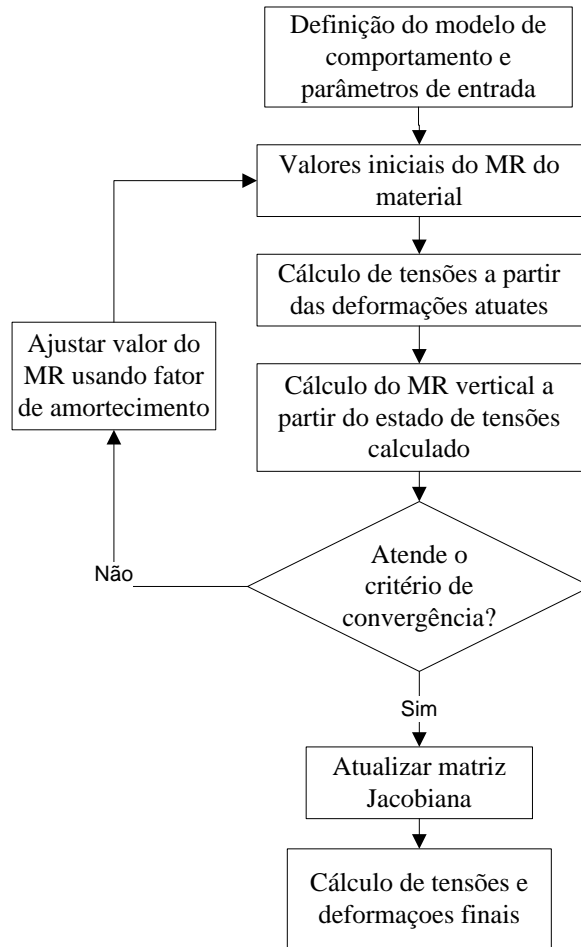 Definição do modelo de
comportamento e
parâmetros de entrada
Valores iniciais do MR do
material
Cálculo de tensões a partir
das deformações atuates
Ajustar valor do
MR usando fator
de amortecimento
Cálculo do MR vertical a
partir do estado de tensões
calculado
Atende o
critério de
convergência?
Não
Sim
Atualizar matriz
Jacobiana
Cálculo de tensões e
deformaçoes finais